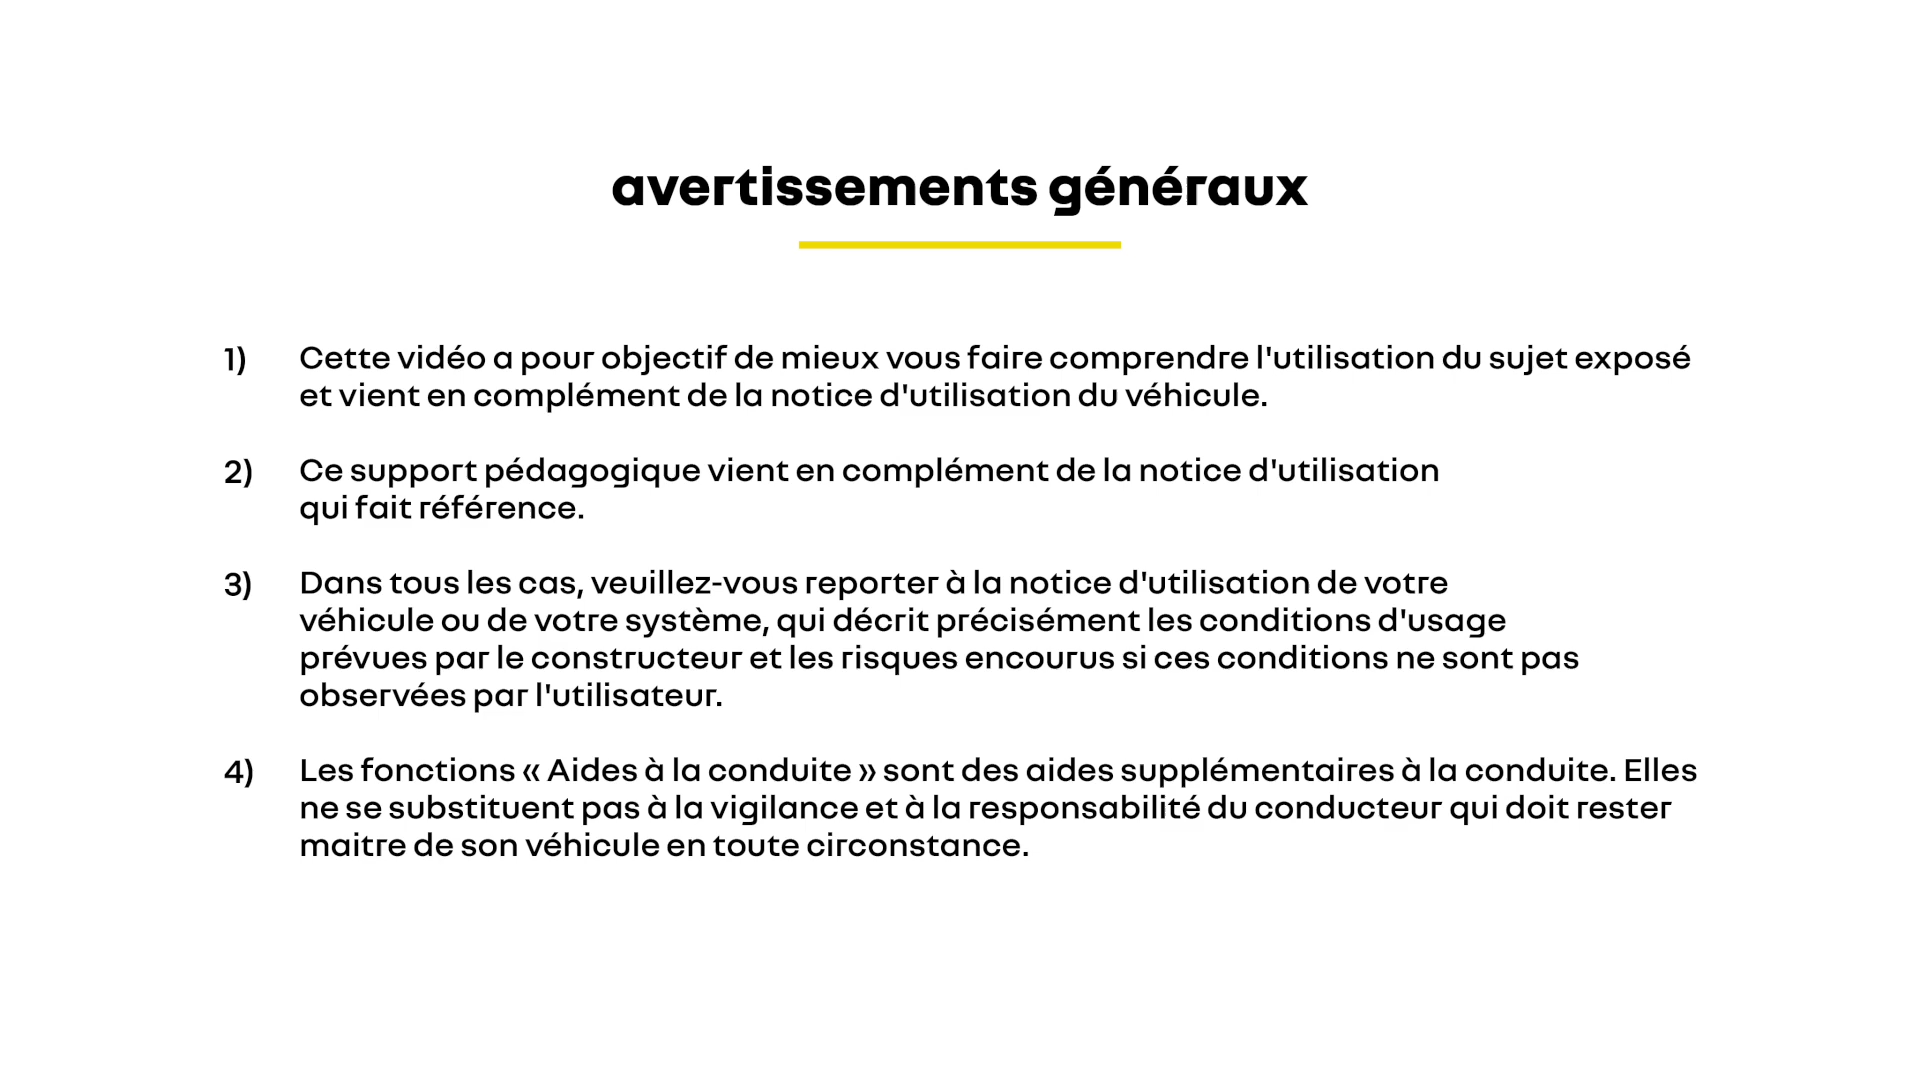 avertissements généraux
1) Cette vidéo a pour objectif de mieux vous faire comprendre l'utilisation du sujet exposé
et vient en complément de la notice d'utilisation du véhicule.
2) Ce support pédagogique vient en complément de la notice d'utilisation
qui fait référence.
3) Dans tous les cas, veuillez-vous reporter à la notice d'utilisation de votre
véhicule ou de votre système, qui décrit précisément les conditions d'usage
prévues par le constructeur et les risques encourus si ces conditions ne sont pas
observées par l'utilisateur.
4) Les fonctions « Aides à la conduite » sont des aides supplémentaires à la conduite. Elles
ne se substituent pas à la vigilance et à la responsabilité du conducteur qui doit rester
maitre de son véhicule en toute circonstance.